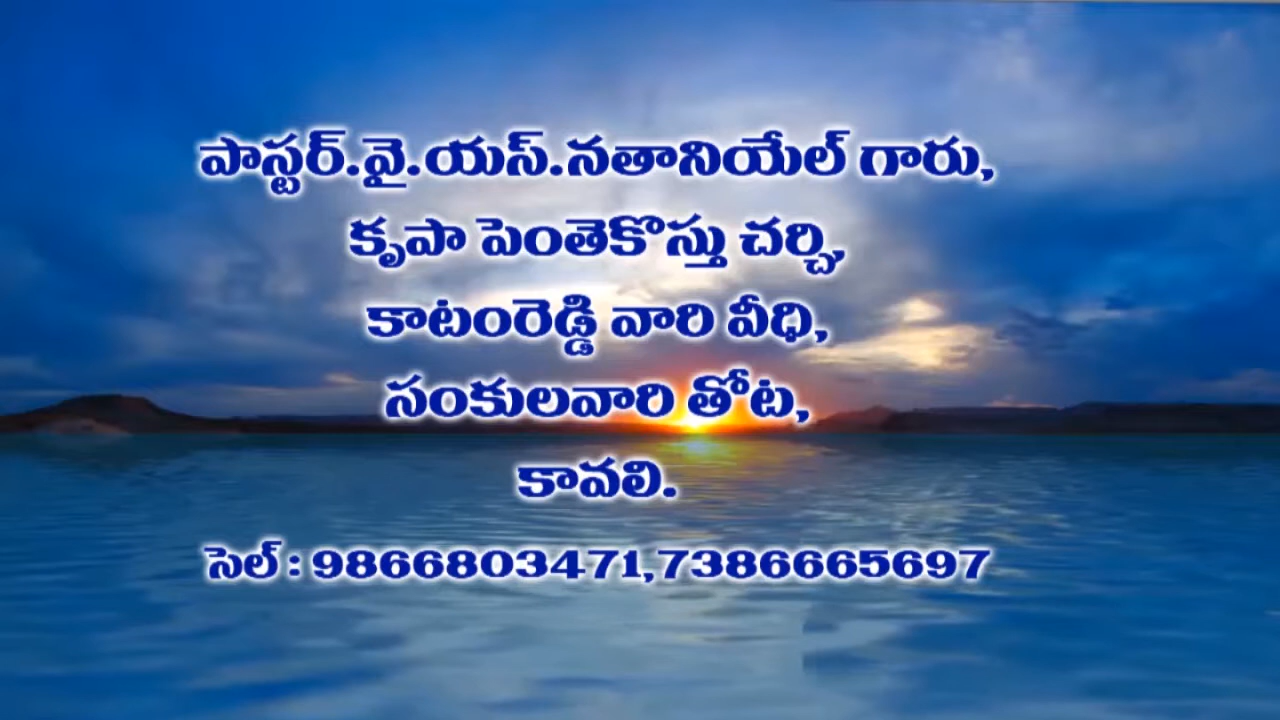 పాస్టర్.వై.యస్.నతానియేల్ గారు,
కృపా పెంతెకొస్తు చర్చి,
కాటంరెడ్డి వారి వీధి,
సంకులవారి తోట,
కావలి.
సెల్ : 9866803471,7386665697